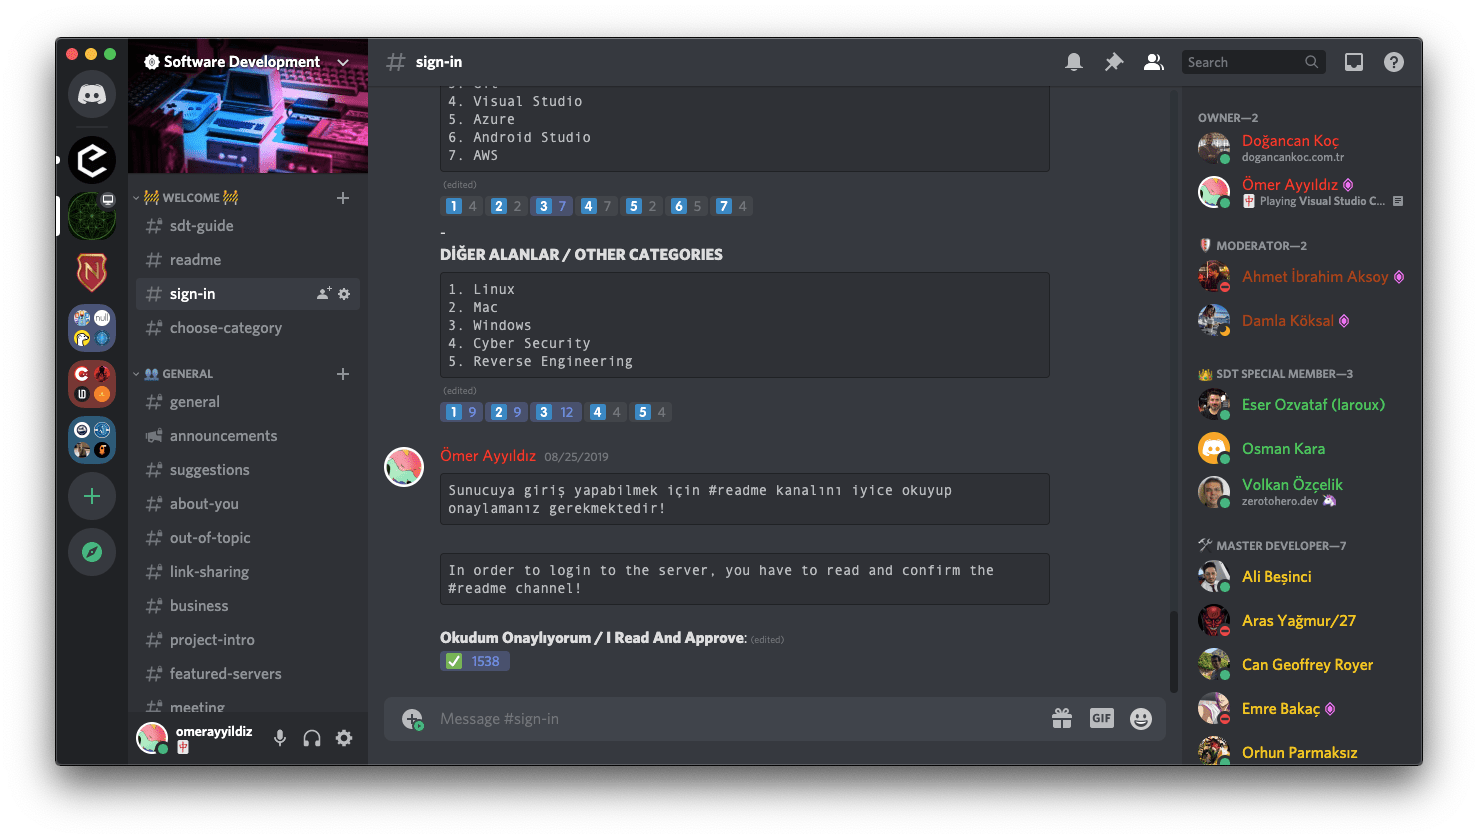 Software Development
WELCOME
sdt-guide
readme
sign-in
choose-category
GENERAL
general
announcements
suggestions
about-you
out-of-topic
link-sharing
business
project-intro
featured-servers
meeting
omerayyildiz
null
sign-in
Search
4. Visual Studio
5. Azure
6. Android Studio
7. AWS
(edited)
1 4 2 2 3 7 4 7 5 2 6 5 7 4
-
DİĞER ALANLAR / OTHER CATEGORIES
1. Linux
2. Mac
3. Windows
4. Cyber Security
5. Reverse Engineering
(edited)
1 9 2 9 3 12 4 4 5 4
Ömer Ayyıldız 08/25/2019
Sunucuya giriş yapabilmek için #readme kanalını iyice okuyup
onaylamanız gerekmektedir!
In order to login to the server, you have to read and confirm the
#readme channel!
Okudum Onaylıyorum / I Read And Approve: (edited)
1538
Message #sign-in
GIF
OWNER—2
Doğancan Koç
dogancankoc.com.tr
Ömer Ayyıldız
Playing Visual Studio C...
MODERATOR—2
Ahmet İbrahim Aksoy
Damla Köksal
SDT SPECIAL MEMBER—3
Eser Ozvataf (laroux)
Osman Kara
Volkan Özçelik
zerotohero.dev
MASTER DEVELOPER—7
Ali Beşinci
Aras Yağmur/27
Can Geoffrey Royer
Emre Bakaç
Orhun Parmaksız